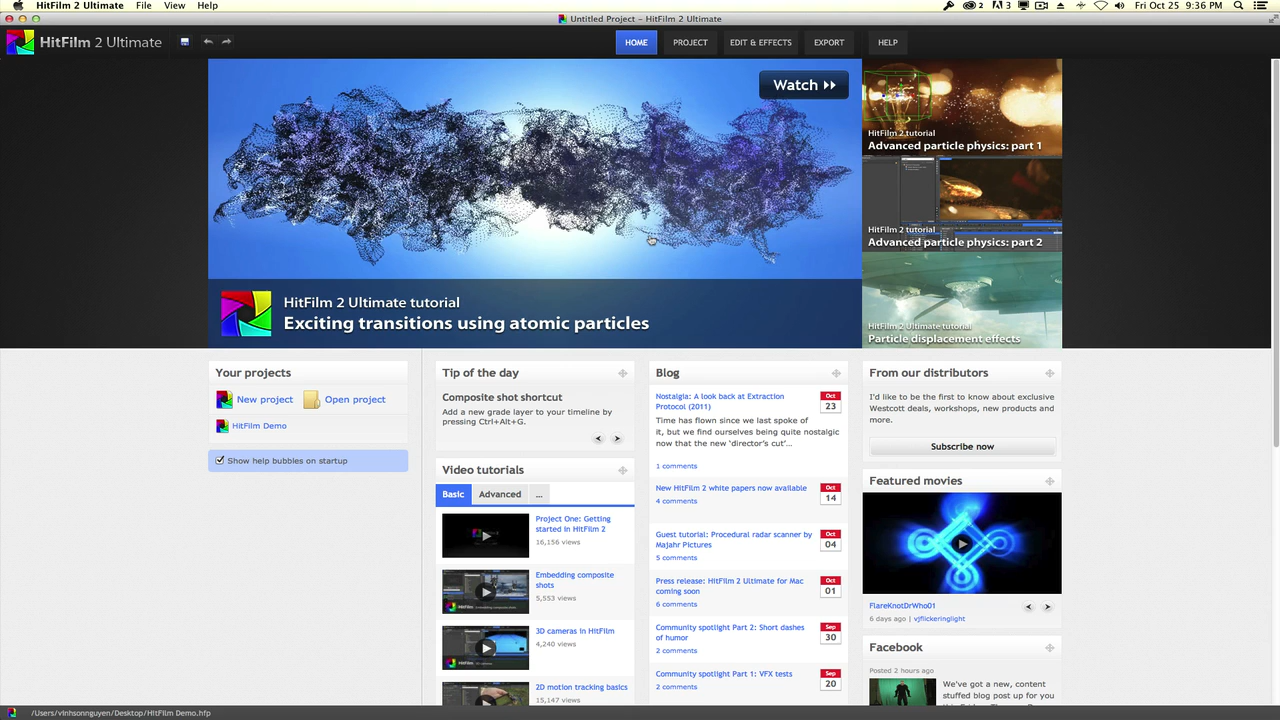 HitFilm 2 Ultimate File View Help
2
3
Fri Oct 25 9:36 PM
Untitled Project – HitFilm 2 Ultimate
HitFilm 2 Ultimate
HOME
PROJECT
EDIT & EFFECTS
EXPORT
HELP
Watch
HitFilm 2 Ultimate tutorial
Exciting transitions using atomic particles
HitFilm 2 tutorial
Advanced particle physics: part 1
HitFilm 2 tutorial
Advanced particle physics: part 2
HitFilm 2 Ultimate tutorial
Particle displacement effects
Your projects
New project
Open project
HitFilm Demo
Show help bubbles on startup
Tip of the day
Composite shot shortcut
Add a new grade layer to your timeline by
pressing Ctrl+Alt+G.
Video tutorials
Basic
Advanced
...
Project One: Getting
started in HitFilm 2
16,156 views
Embedding composite
shots
5,553 views
3D cameras in HitFilm
4,240 views
2D motion tracking basics
15,147 views
Blog
Nostalgia: A look back at Extraction
Protocol (2011)
Oct
23
Time has flown since we last spoke of
it, but we find ourselves being quite nostalgic
now that the new ‘director’s cut’...
1 comments
New HitFilm 2 white papers now available
4 comments
Oct
14
Guest tutorial: Procedural radar scanner by
Majahr Pictures
5 comments
Oct
04
Press release: HitFilm 2 Ultimate for Mac
coming soon
6 comments
Oct
01
Community spotlight Part 2: Short dashes
of humor
2 comments
Sep
30
Community spotlight Part 1: VFX tests
2 comments
Sep
20
From our distributors
I'd like to be the first to know about exclusive
Westcott deals, workshops, new products and
more.
Subscribe now
Featured movies
FlareKnotDrWho01
6 days ago | vjflickeringlight
Facebook
Posted 2 hours ago
We've got a new, content
stuffed blog post up for you
/Users/vinhsonnguyen/Desktop/HitFilm Demo.hfp